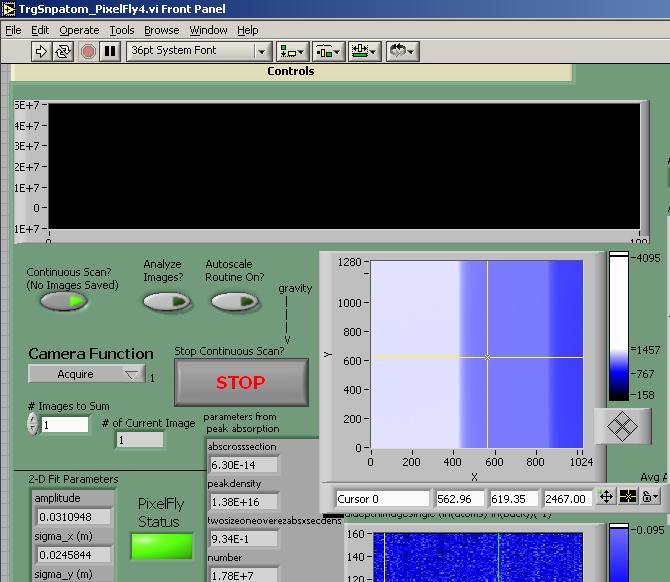 TrgSnpatom_PixelFly4.vi Front Panel
File Edit Operate Tools Browse Window Help
36pt System Font
Controls
5E+7
4E+7
3E+7
2E+7
1E+7
0
1E+7
0 100
Continuous Scan?
(No Images Saved)
Analyze
Images?
Autoscale
Routine On?
gravity
Camera Function
Acquire 1
Stop Continuous Scan?
STOP
# Images to Sum
1
# of Current Image
1
parameters from
peak absorption
abscrosssection
6.30E-14
peakdensity
1.38E+16
twosizeoneoverezabsxsecdens
9.34E-1
number
1.78E+7
2-D Fit Parameters
amplitude
0.0310948
sigma_x (m)
0.0245844
sigma_y (m)
PixelFly
Status
1280
1000
800
600
400
200
0
Y
0 200 400 600 800 1024
X
4095
1457
767
158
Cursor 0 562.96 619.35 2467.00
Avg A
160
140
120
-0.095